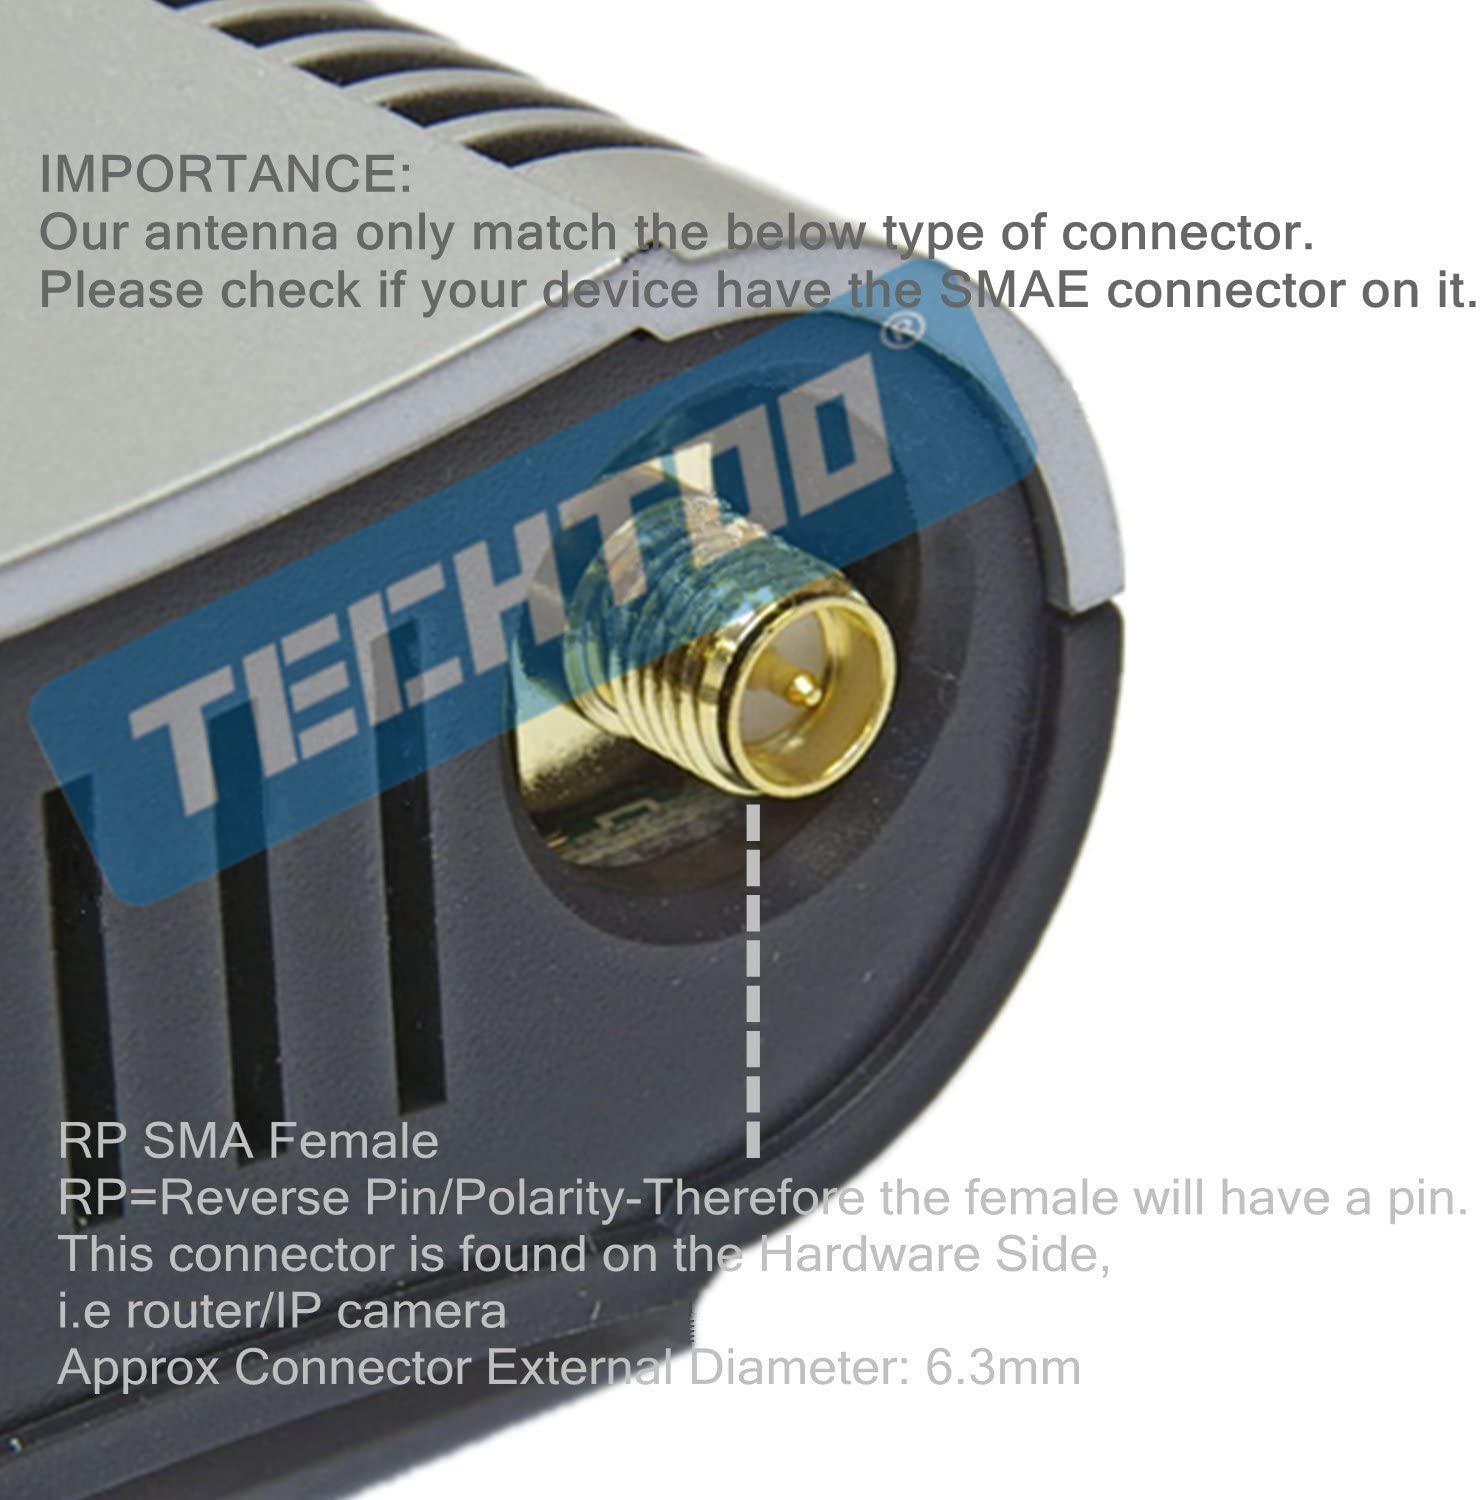 IMPORTANCE:
Our antenna only match the below type of connector.
Please check if your device have the SMAE connector on it.
TECHTOO®
RP SMA Female
RP=Reverse Pin/Polarity-Therefore the female will have a pin.
This connector is found on the Hardware Side,
i.e router/IP camera
Approx Connector External Diameter: 6.3mm